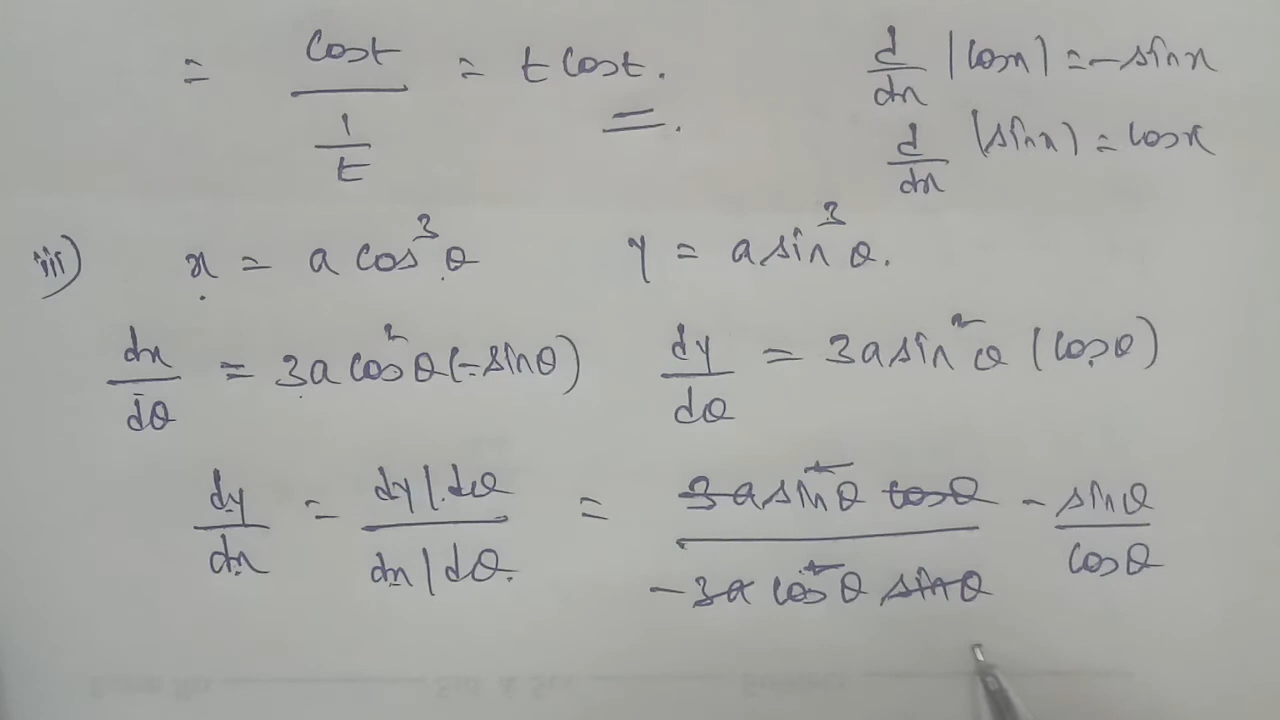 = cost / (1/t) = t cost.
d/dx (cosx) = -sinx
d/dx (sinx) = cosx
iii) x = a cos³θ y = a sin³θ.
dx/dθ = 3a cos²θ (-sinθ) dy/dθ = 3a sin²θ (cosθ)
dy/dx = dy/dθ / dx/dθ = 3a sin²θ cosθ / -3a cos²θ sinθ - sinθ/cosθ